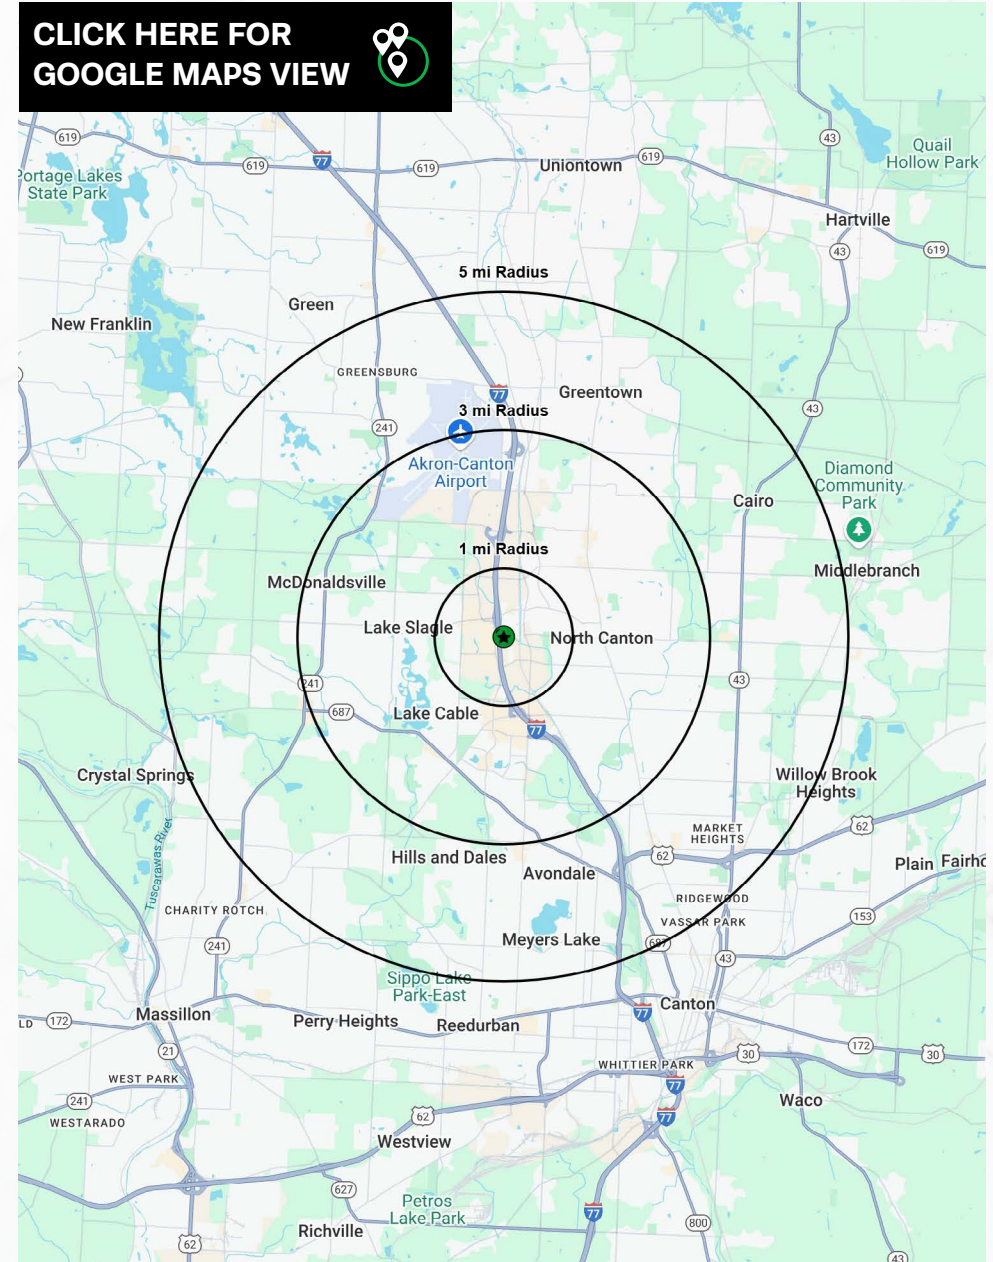 CLICK HERE FOR
GOOGLE MAPS VIEW
619
77
619
619
619
43
Uniontown
Quail
Hollow Park
Portage Lakes
State Park
Hartville
43
619
5 mi Radius
Green
New Franklin
GREENSBURG
77
Greentown
3 mi Radius
43
241
Akron-Canton
Airport
Diamond
Community
Park
Cairo
1 mi Radius
Middlebranch
McDonaldsville
Lake Slagle
North Canton
241
43
687
Lake Cable
77
Crystal Springs
Willow Brook
Heights
Tuscarawas River
MARKET
HEIGHTS
62
62
Hills and Dales
Plain
Fairho
Avondale
RIDGEWOOD
CHARITY ROTCH
VASSAR PARK
153
Meyers Lake
687
241
43
Sippo Lake
Park-East
Canton
Massillon
77
LD
172
Perry Heights
Reedurban
21
172
30
30
WHITTIER PARK
WEST PARK
77
241
Waco
WESTARADO
62
77
Westview
627
Petros
Lake Park
77
Richville
800
62
43